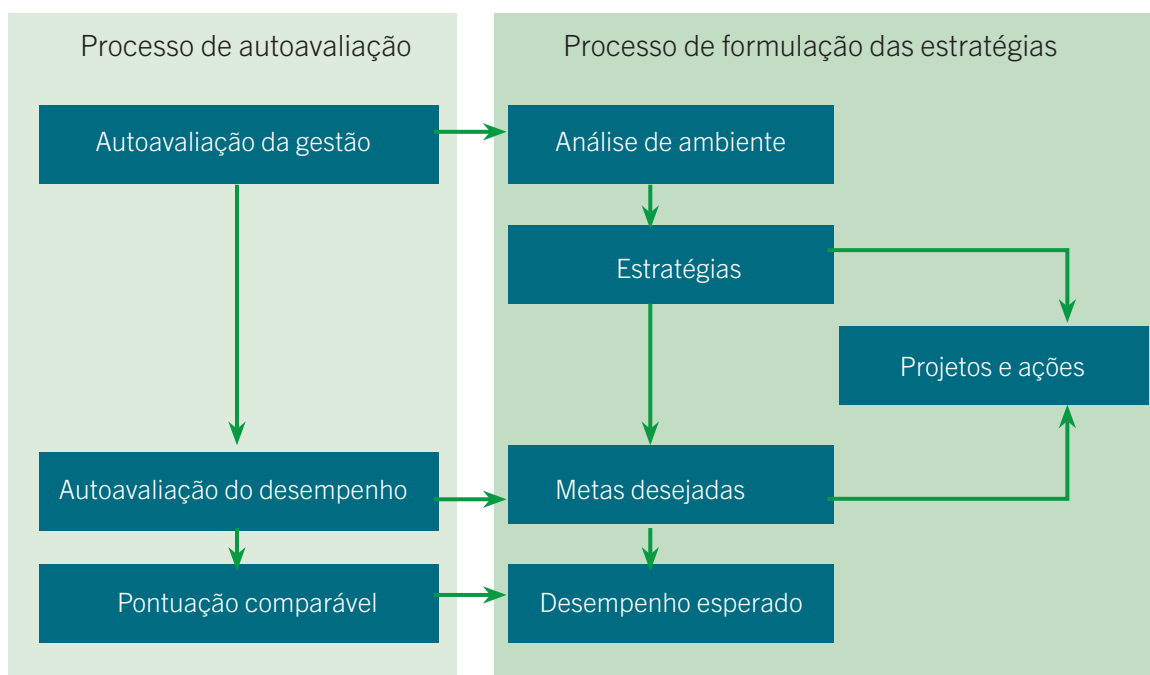 Processo de autoavaliação
Processo de formulação das estratégias
Autoavaliação da gestão
Análise de ambiente
Estratégias
Projetos e ações
Autoavaliação do desempenho
Metas desejadas
Pontuação comparável
Desempenho esperado